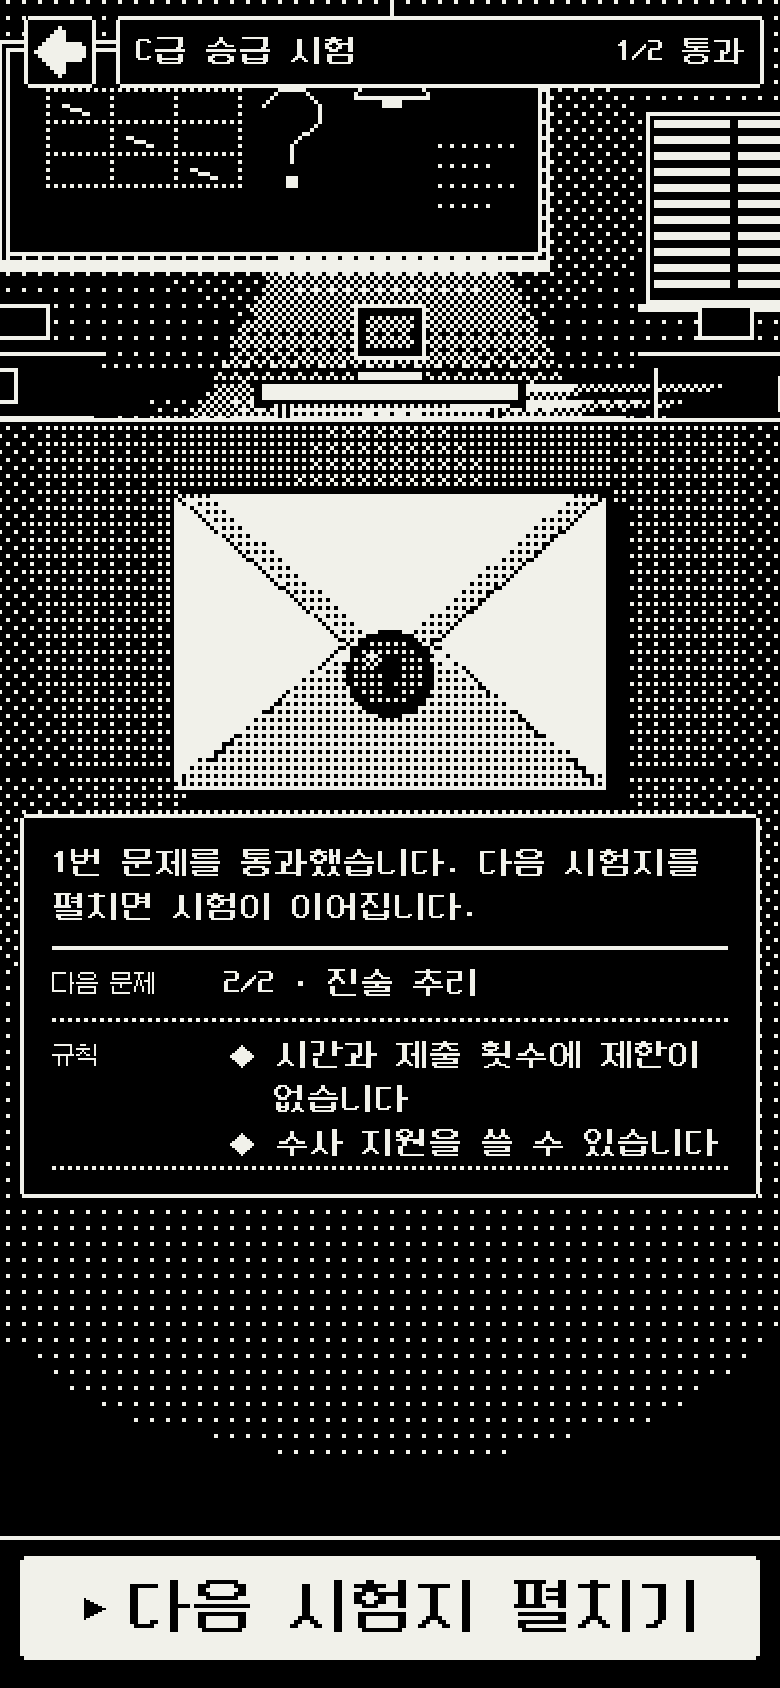 C급 승급 시험
1/2 통과
?
1번 문제를 통과했습니다. 다음 시험지를
펼치면 시험이 이어집니다.
다음 문제
2/2 · 진술 추리
규칙
◆ 시간과 제출 횟수에 제한이
없습니다
◆ 수사 지원을 쓸 수 있습니다
▶ 다음 시험지 펼치기